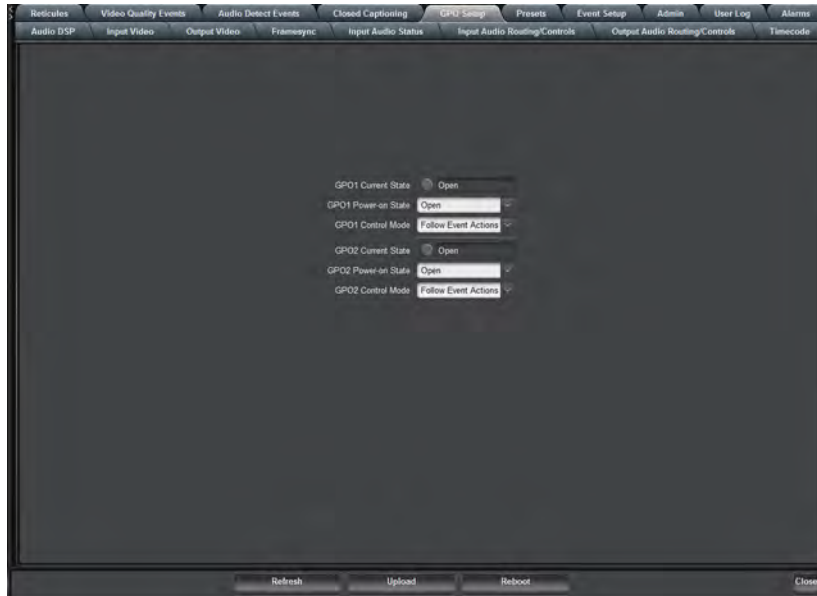 Reticules Video Quality Events Audio Detect Events Closed Captioning GPO Setup Presets Event Setup Admin User Log Alarms
Audio DSP Input Video Output Video Framesync Input Audio Status Input Audio Routing/Controls Output Audio Routing/Controls Timecode
GPO1 Current State Open
GPO1 Power-on State Open
GPO1 Control Mode Follow Event Actions
GPO2 Current State Open
GPO2 Power-on State Open
GPO2 Control Mode Follow Event Actions
Refresh Upload Reboot Close